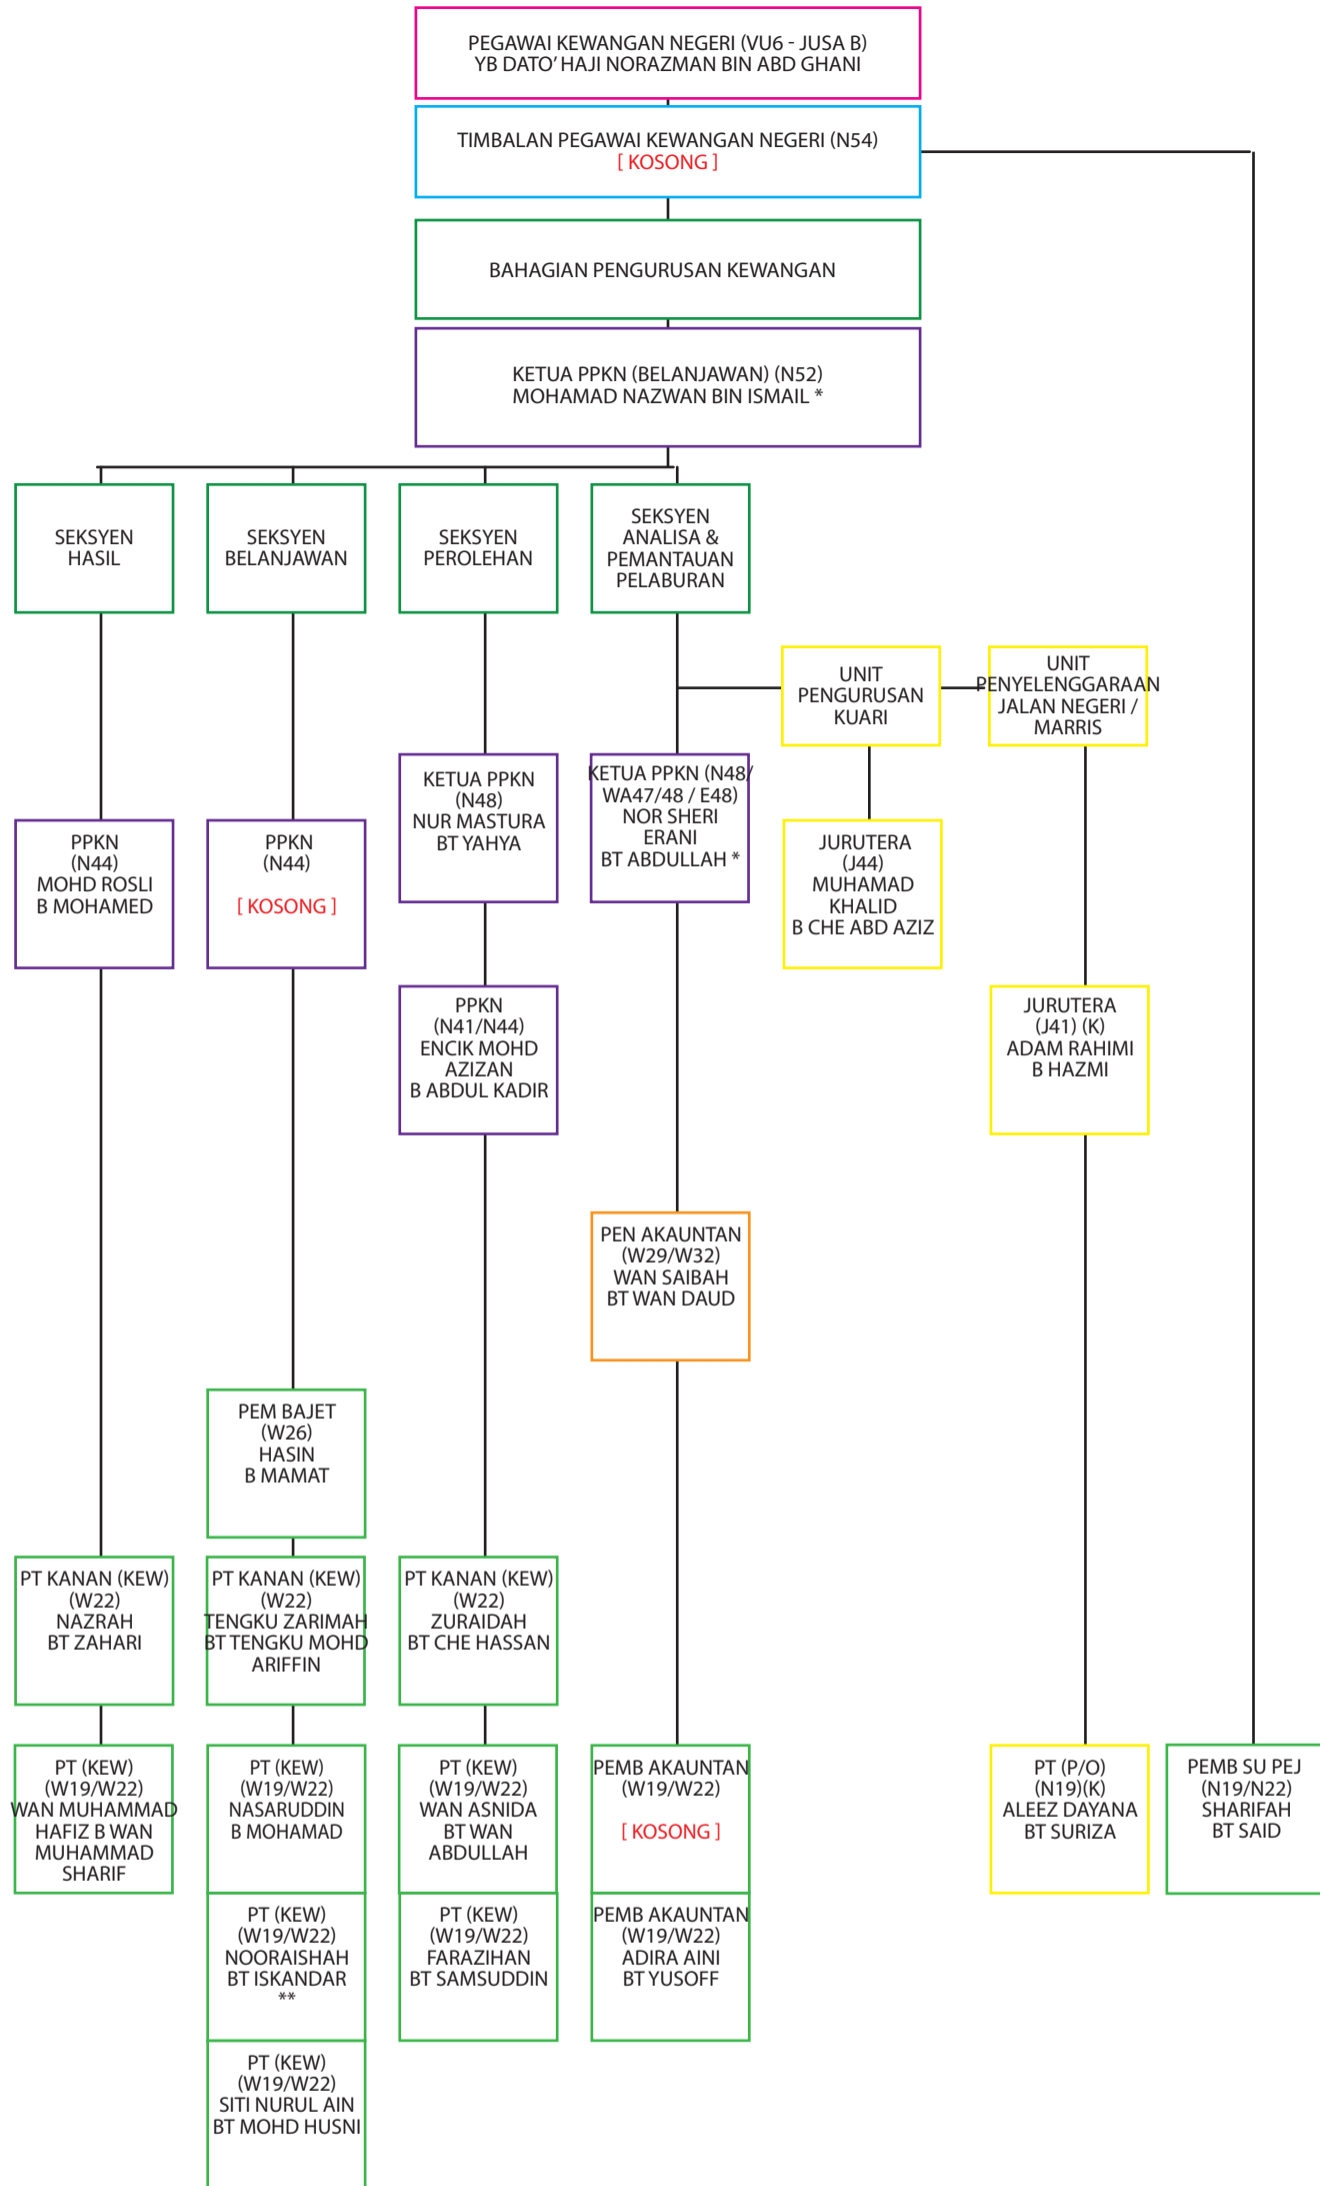 PEGAWAI KEWANGAN NEGERI (VU6 - JUSA B)
YB DATO’ HAJI NORAZMAN BIN ABD GHANI
TIMBALAN PEGAWAI KEWANGAN NEGERI (N54)
[ KOSONG ]
BAHAGIAN PENGURUSAN KEWANGAN
KETUA PPKN (BELANJAWAN) (N52)
MOHAMAD NAZWAN BIN ISMAIL *
SEKSYEN
HASIL
SEKSYEN
BELANJAWAN
SEKSYEN
PEROLEHAN
SEKSYEN
ANALISA &
PEMANTAUAN
PELABURAN
UNIT
PENGURUSAN
KUARI
UNIT
PENYELENGGARAAN
JALAN NEGERI /
MARRIS
PPKN
(N44)
MOHD ROSLI
B MOHAMED
PPKN
(N44)
[ KOSONG ]
KETUA PPKN
(N48)
NUR MASTURA
BT YAHYA
KETUA PPKN (N48/
WA47/48 / E48)
NOR SHERI
ERANI
BT ABDULLAH *
JURUTERA
(J44)
MUHAMAD
KHALID
B CHE ABD AZIZ
PPKN
(N41/N44)
ENCIK MOHD
AZIZAN
B ABDUL KADIR
JURUTERA
(J41) (K)
ADAM RAHIMI
B HAZMI
PEN AKAUNTAN
(W29/W32)
WAN SAIBAH
BT WAN DAUD
PEM BAJET
(W26)
HASIN
B MAMAT
PT KANAN (KEW)
(W22)
NAZRAH
BT ZAHARI
PT KANAN (KEW)
(W22)
TENGKU ZARIMAH
BT TENGKU MOHD
ARIFFIN
PT KANAN (KEW)
(W22)
ZURAIDAH
BT CHE HASSAN
PT (KEW)
(W19/W22)
WAN MUHAMMAD
HAFIZ B WAN
MUHAMMAD
SHARIF
PT (KEW)
(W19/W22)
NASARUDDIN
B MOHAMAD
PT (KEW)
(W19/W22)
WAN ASNIDA
BT WAN
ABDULLAH
PEMB AKAUNTAN
(W19/W22)
[ KOSONG ]
PT (P/O)
(N19)(K)
ALEEZ DAYANA
BT SURIZA
PEMB SU PEJ
(N19/N22)
SHARIFAH
BT SAID
PT (KEW)
(W19/W22)
NOORAISHAH
BT ISKANDAR
**
PT (KEW)
(W19/W22)
FARAZIHAN
BT SAMSUDDIN
PEMB AKAUNTAN
(W19/W22)
ADIRA AINI
BT YUSOFF
PT (KEW)
(W19/W22)
SITI NURUL AIN
BT MOHD HUSNI